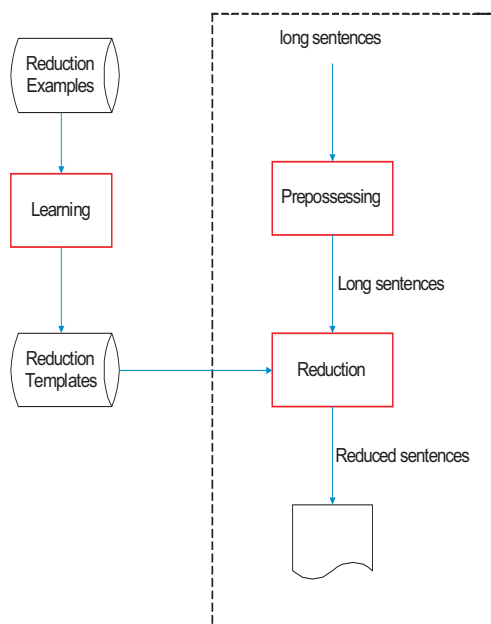 long sentences
Reduction
Examples
Learning
Prepossessing
Long sentences
Reduction
Templates
Reduction
Reduced sentences